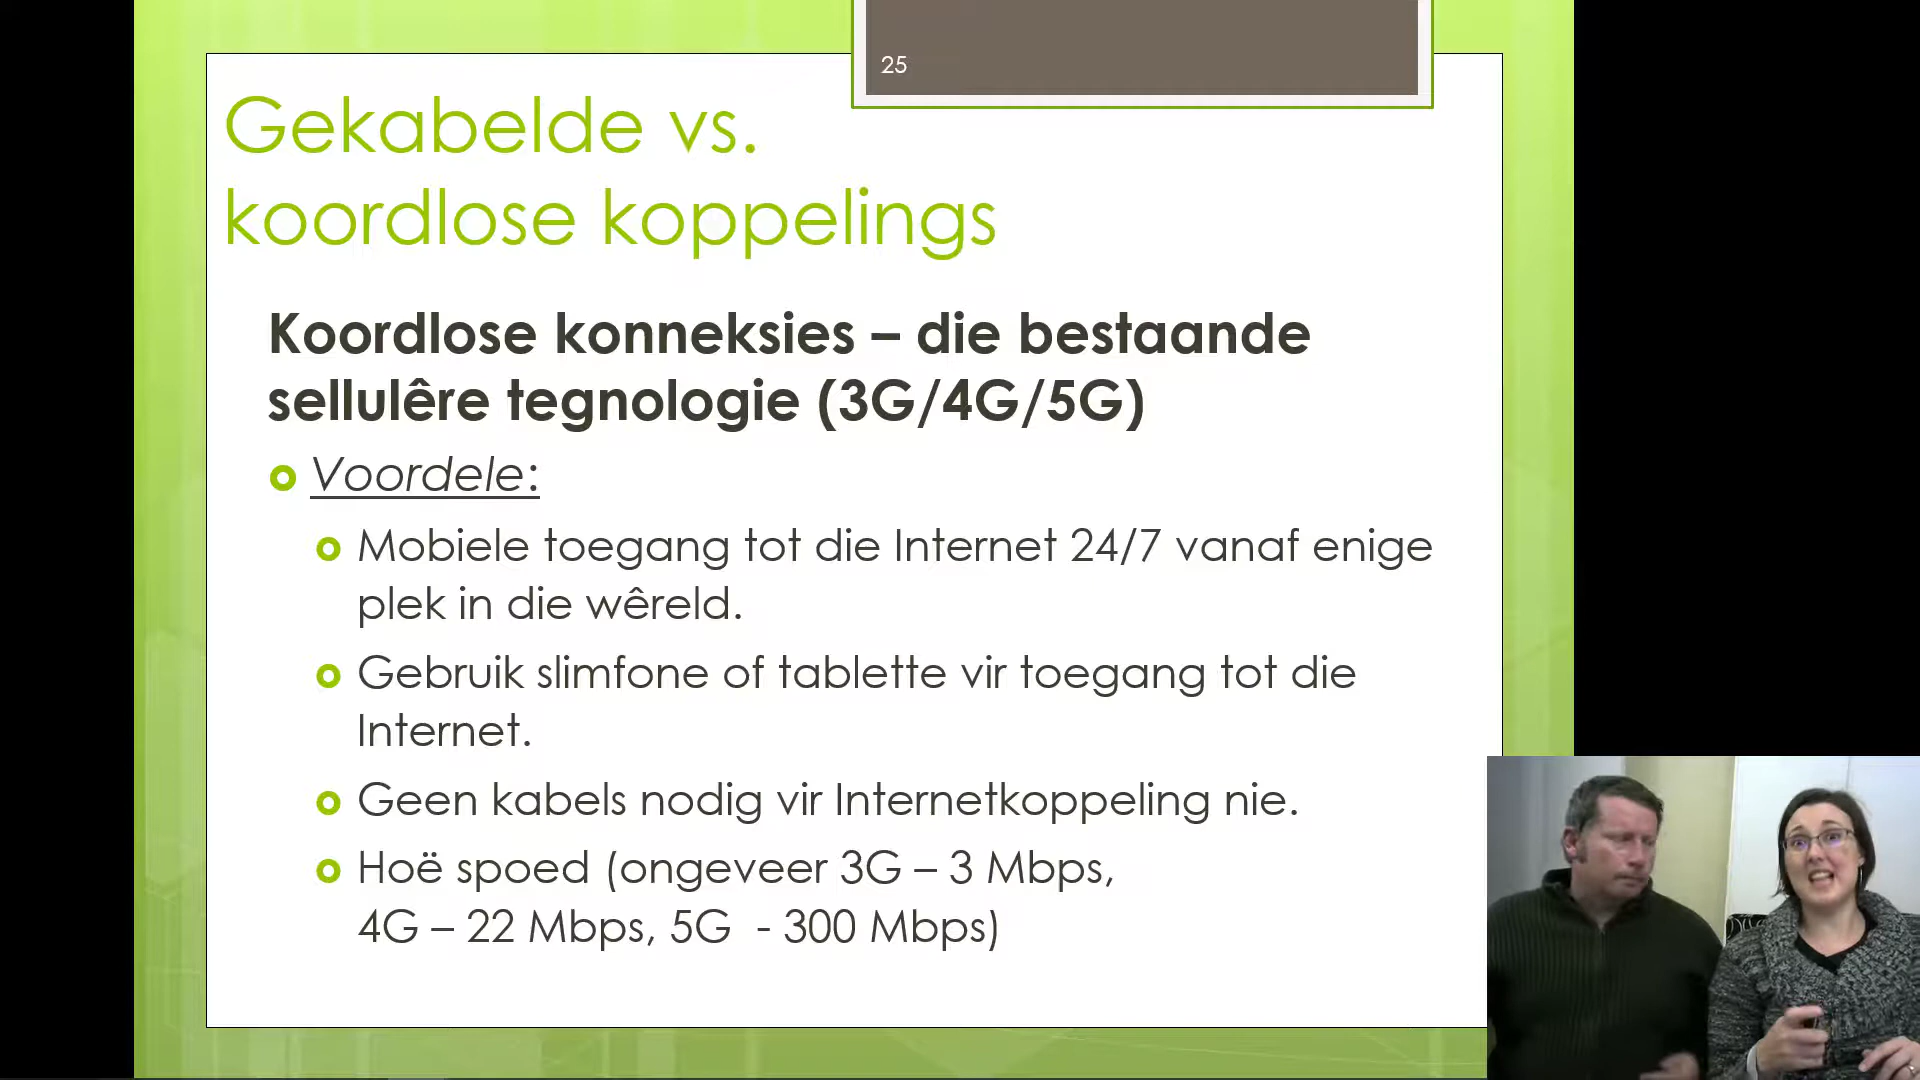 25
Gekabelde vs.
koordlose koppelings
Koordlose konneksies – die bestaande
sellulêre tegnologie (3G/4G/5G)
Voordele:
Mobiele toegang tot die Internet 24/7 vanaf enige
plek in die wêreld.
Gebruik slimfone of tablette vir toegang tot die
Internet.
Geen kabels nodig vir Internetkoppeling nie.
Hoë spoed (ongeveer 3G – 3 Mbps,
4G – 22 Mbps, 5G - 300 Mbps)